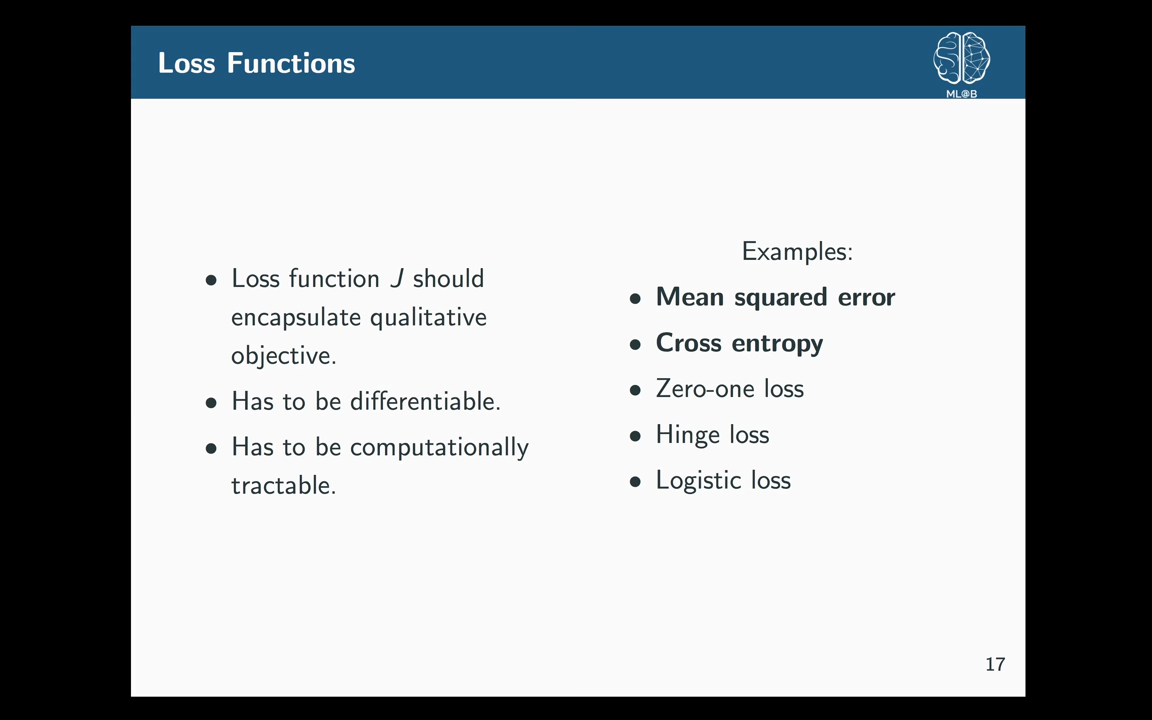 Loss Functions
ML@B
• Loss function J should
encapsulate qualitative
objective.
• Has to be differentiable.
• Has to be computationally
tractable.
Examples:
• Mean squared error
• Cross entropy
• Zero-one loss
• Hinge loss
• Logistic loss
17